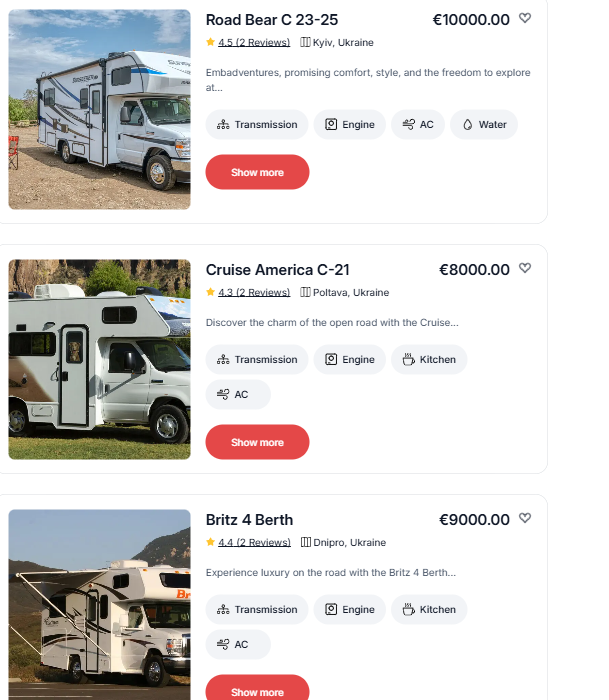 Road Bear C 23-25 €10000.00
4.5 (2 Reviews) Kyiv, Ukraine
Embadventures, promising comfort, style, and the freedom to explore
at...
Transmission Engine AC Water
Show more
Cruise America C-21 €8000.00
4.3 (2 Reviews) Poltava, Ukraine
Discover the charm of the open road with the Cruise...
Transmission Engine Kitchen
AC
Show more
Britz 4 Berth €9000.00
4.4 (2 Reviews) Dnipro, Ukraine
Experience luxury on the road with the Britz 4 Berth...
Transmission Engine Kitchen
AC
Show more